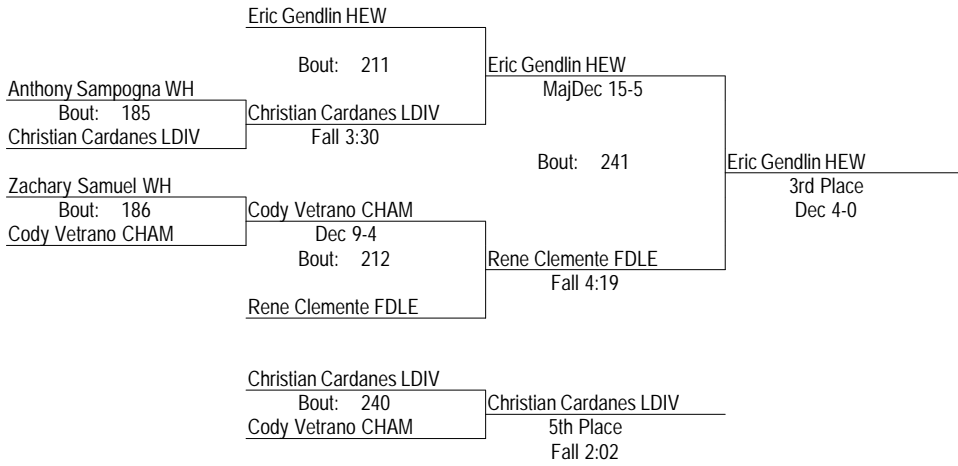 Eric Gendlin HEW
Bout: 211
Eric Gendlin HEW
Anthony Sampogna WH
MajDec 15-5
Bout: 185
Christian Cardanes LDIV
Christian Cardanes LDIV
Fall 3:30
Bout: 241
Eric Gendlin HEW
Zachary Samuel WH
3rd Place
Bout: 186
Cody Vetrano CHAM
Dec 4-0
Cody Vetrano CHAM
Dec 9-4
Bout: 212
Rene Clemente FDLE
Fall 4:19
Rene Clemente FDLE
Christian Cardanes LDIV
Bout: 240
Christian Cardanes LDIV
Cody Vetrano CHAM
5th Place
Fall 2:02